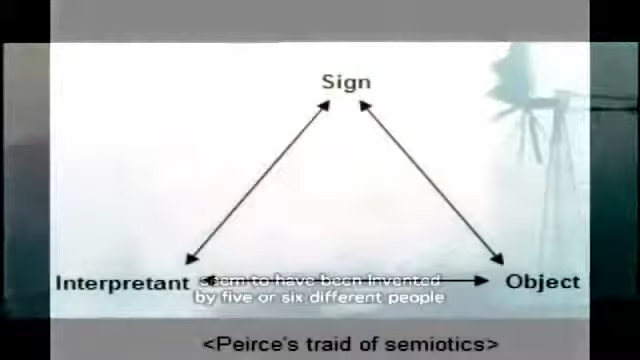 Sign
Interpretant
Object
seem to have been invented
by five or six different people
<Peirce's traid of semiotics>